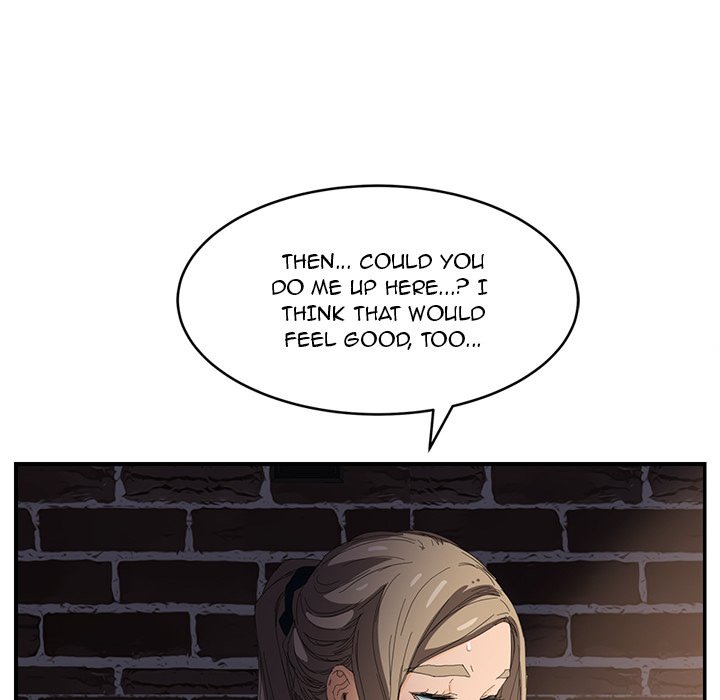 THEN... COULD YOU
DO ME UP HERE...? I
THINK THAT WOULD
FEEL GOOD, TOO...